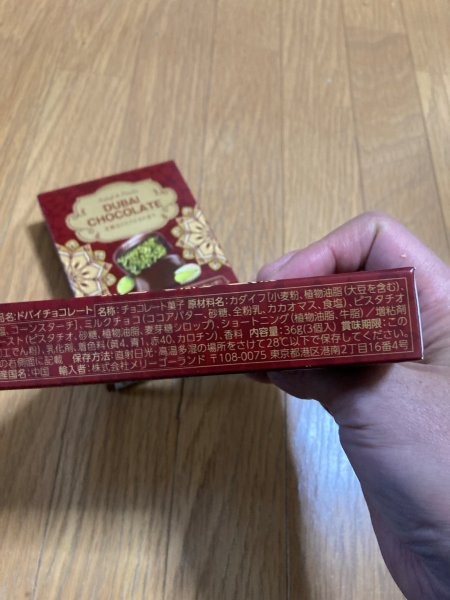 DUBAI
CHOCOLATE
品名:ドバイチョコレート 名称:チョコレート菓子 原材料名:カダイフ[小麦粉、植物油脂(大豆を含む)、
コーンスターチ]、ミルクチョコ(ココアバター、砂糖、全粉乳、カカオマス、食塩)、ピスタチオ
ースト(ピスタチオ、砂糖、植物油脂、麦芽糖シロップ)、ショートニング(植物油脂、牛脂)/増粘剤
工でん粉)、乳化剤、着色料(黄4、青1、赤40、カロチン)、香料 内容量:36g(3個入) 賞味期限:こ
の右側面に記載 保存方法:直射日光・高温多湿の場所をさけて28℃以下で保存してください。
産国名:中国 輸入者:株式会社メリーゴーランド 〒108-0075 東京都港区港南2丁目16番4号